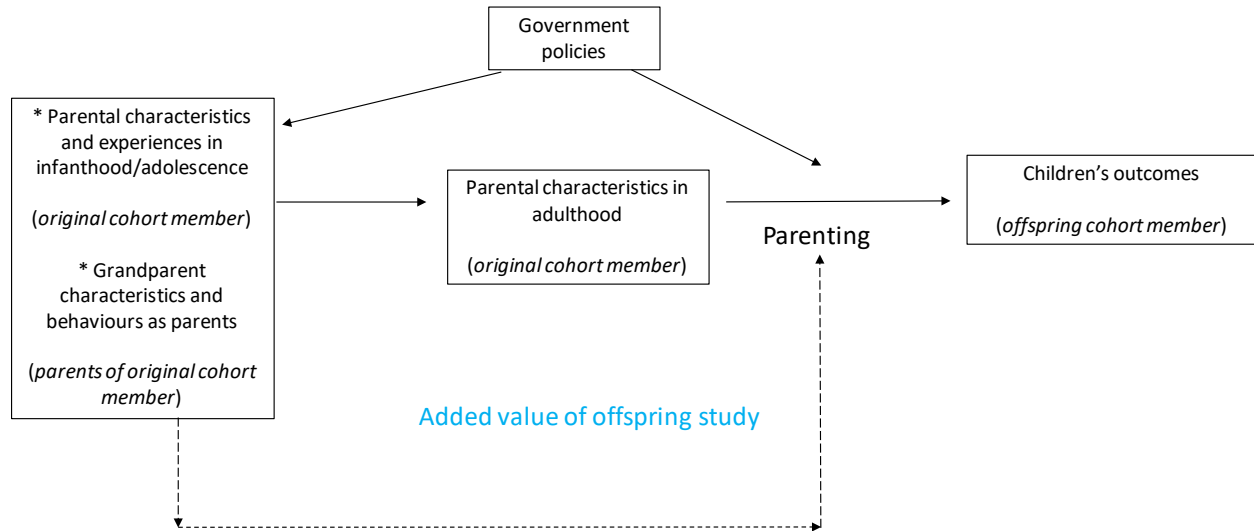 Government
policies
* Parental characteristics
and experiences in
infanthood/adolescence
(original cohort member)
* Grandparent
characteristics and
behaviours as parents
(parents of original cohort
member)
Parental characteristics in
adulthood
(original cohort member)
Parenting
Children’s outcomes
(offspring cohort member)
Added value of offspring study